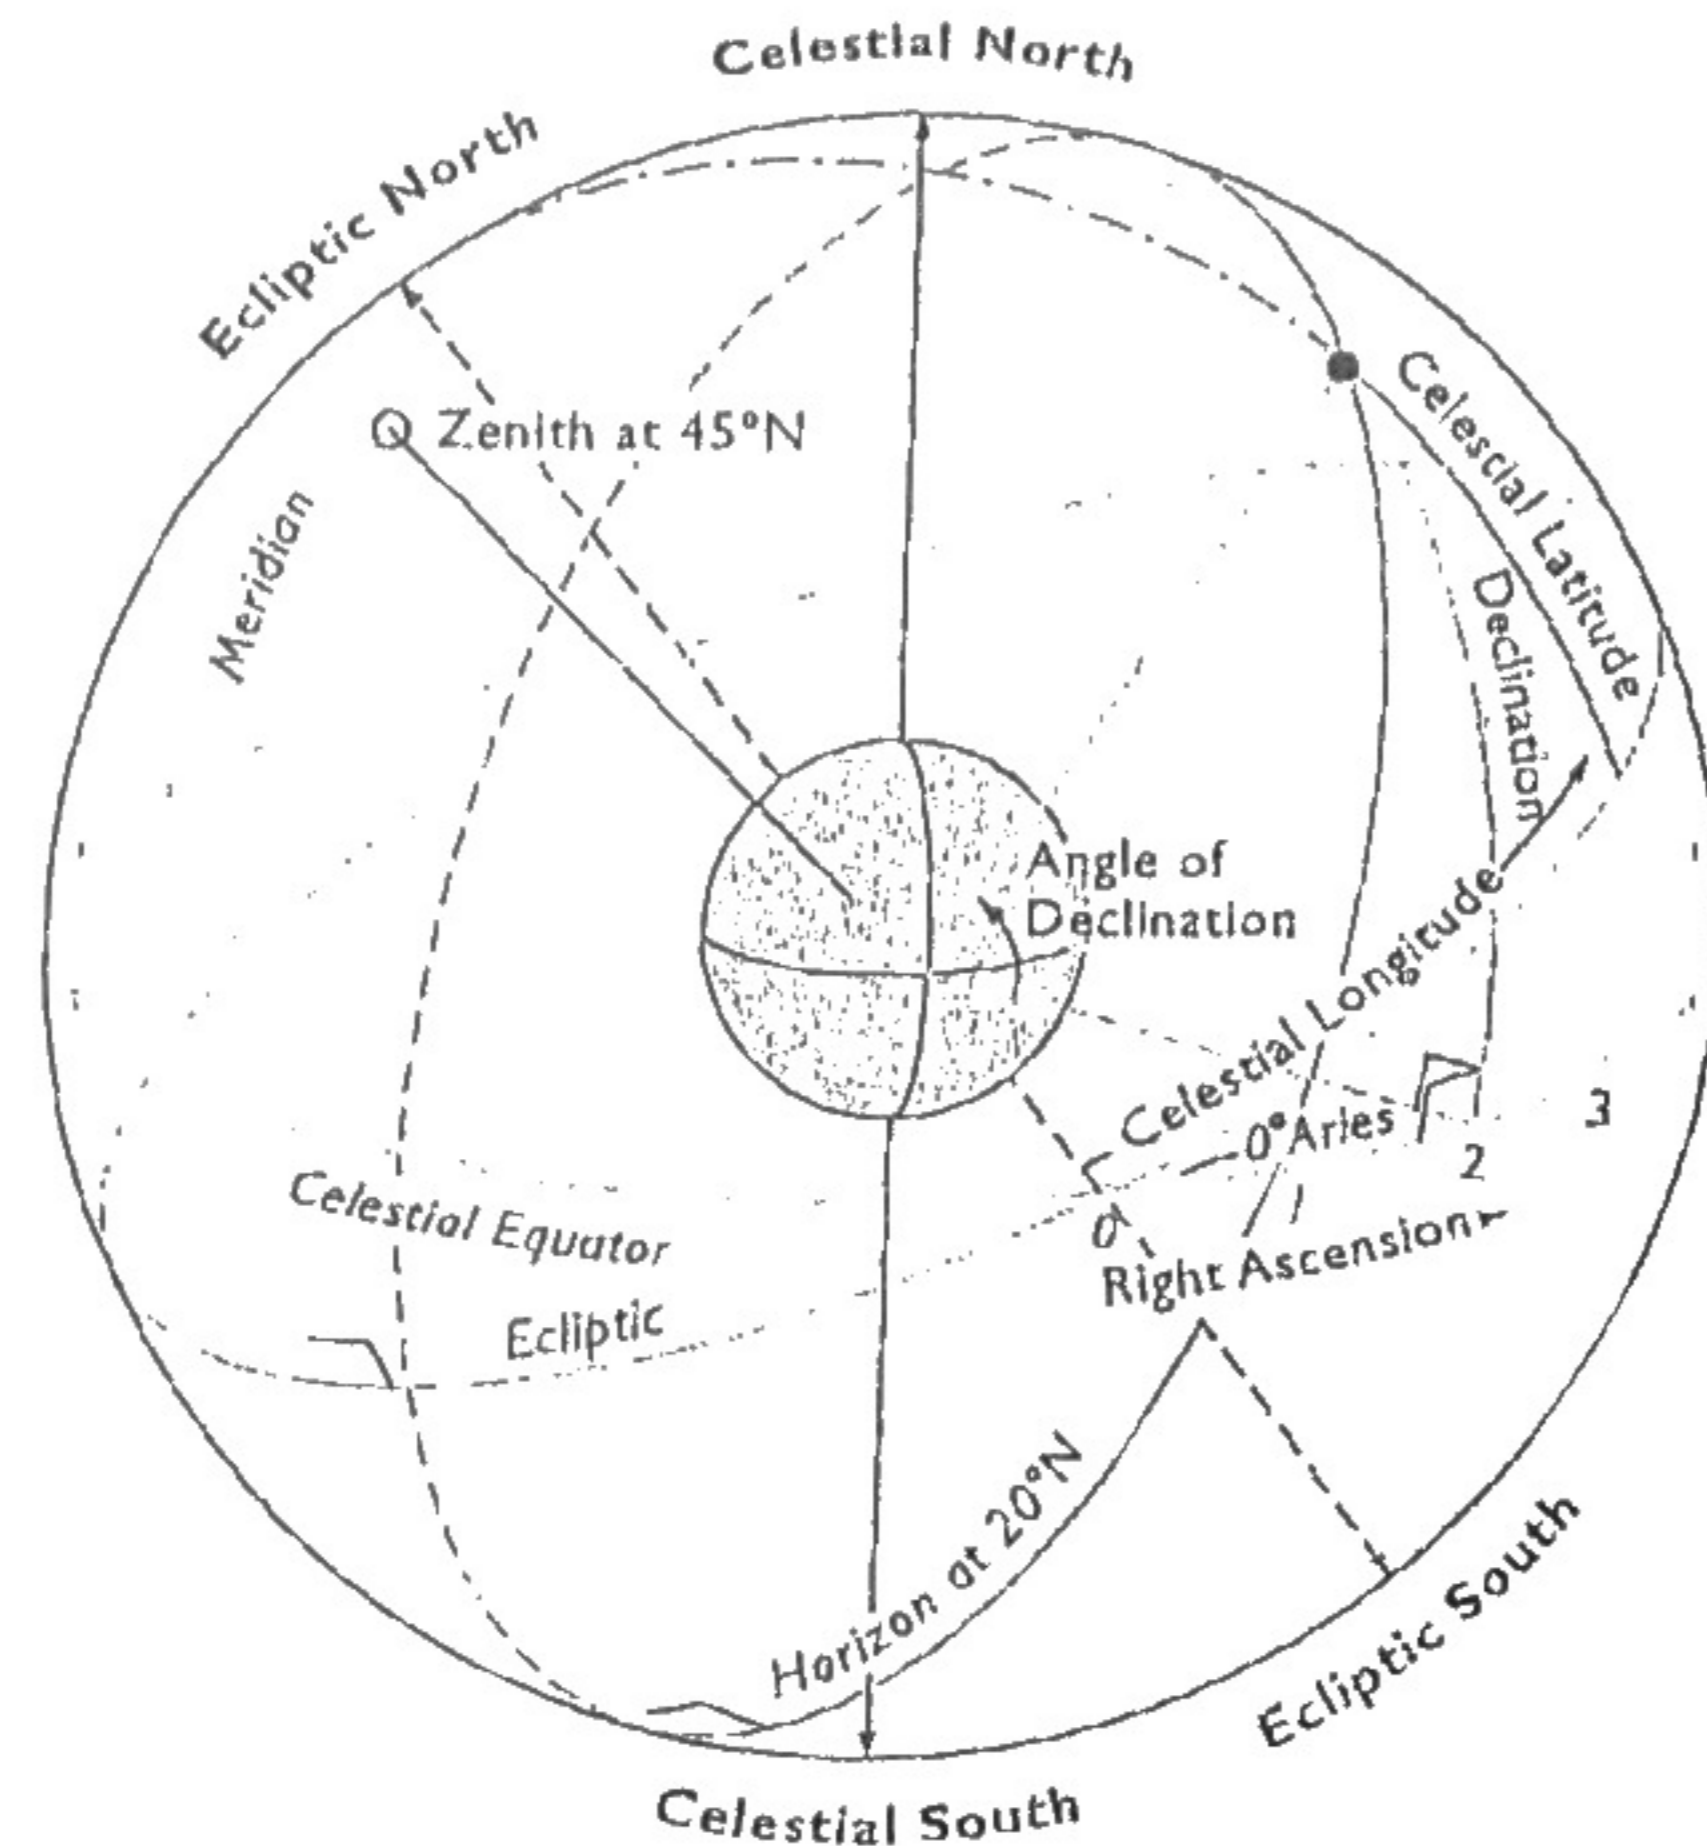 Celestial North
Ecliptic North
Zenith at 45°N
Meridian
Celestial Latitude
Declination
Angle of
Declination
Celestial Longitude
0° Aries
3
2
0
Right Ascension
Celestial Equator
Ecliptic
Horizon at 20°N
Ecliptic South
Celestial South